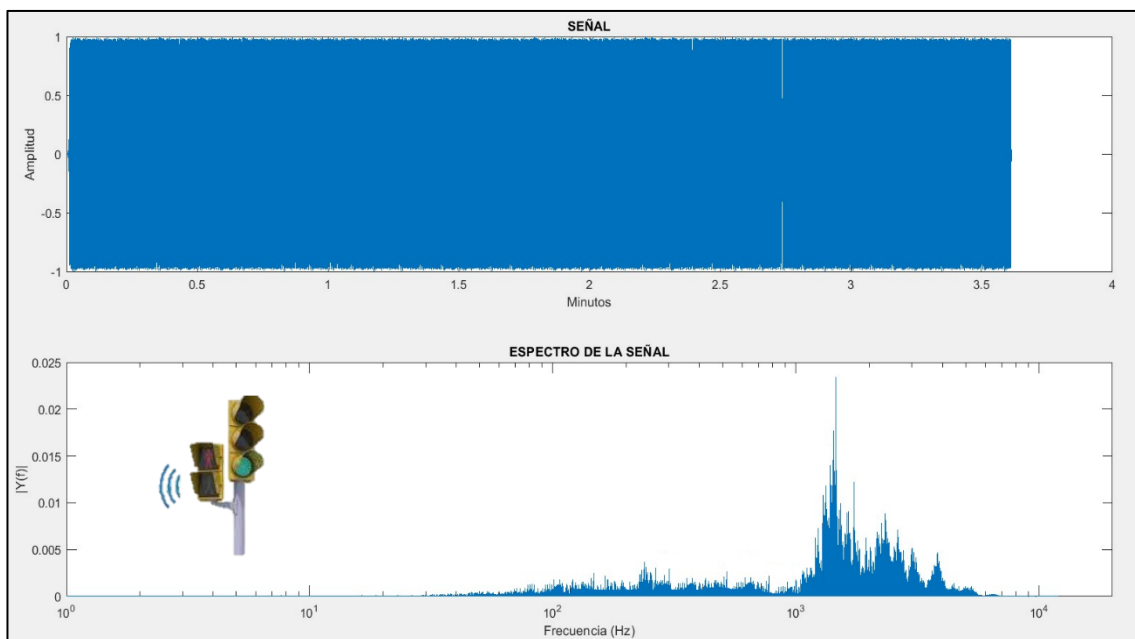 SEÑAL
1
0.5
0
-0.5
-1
Amplitud
0 0.5 1 1.5 2 2.5 3 3.5 4
Minutos
ESPECTRO DE LA SEÑAL
0.025
0.02
0.015
0.01
0.005
0
|Y(f)|
10^0 10^1 10^2 10^3 10^4
Frecuencia (Hz)